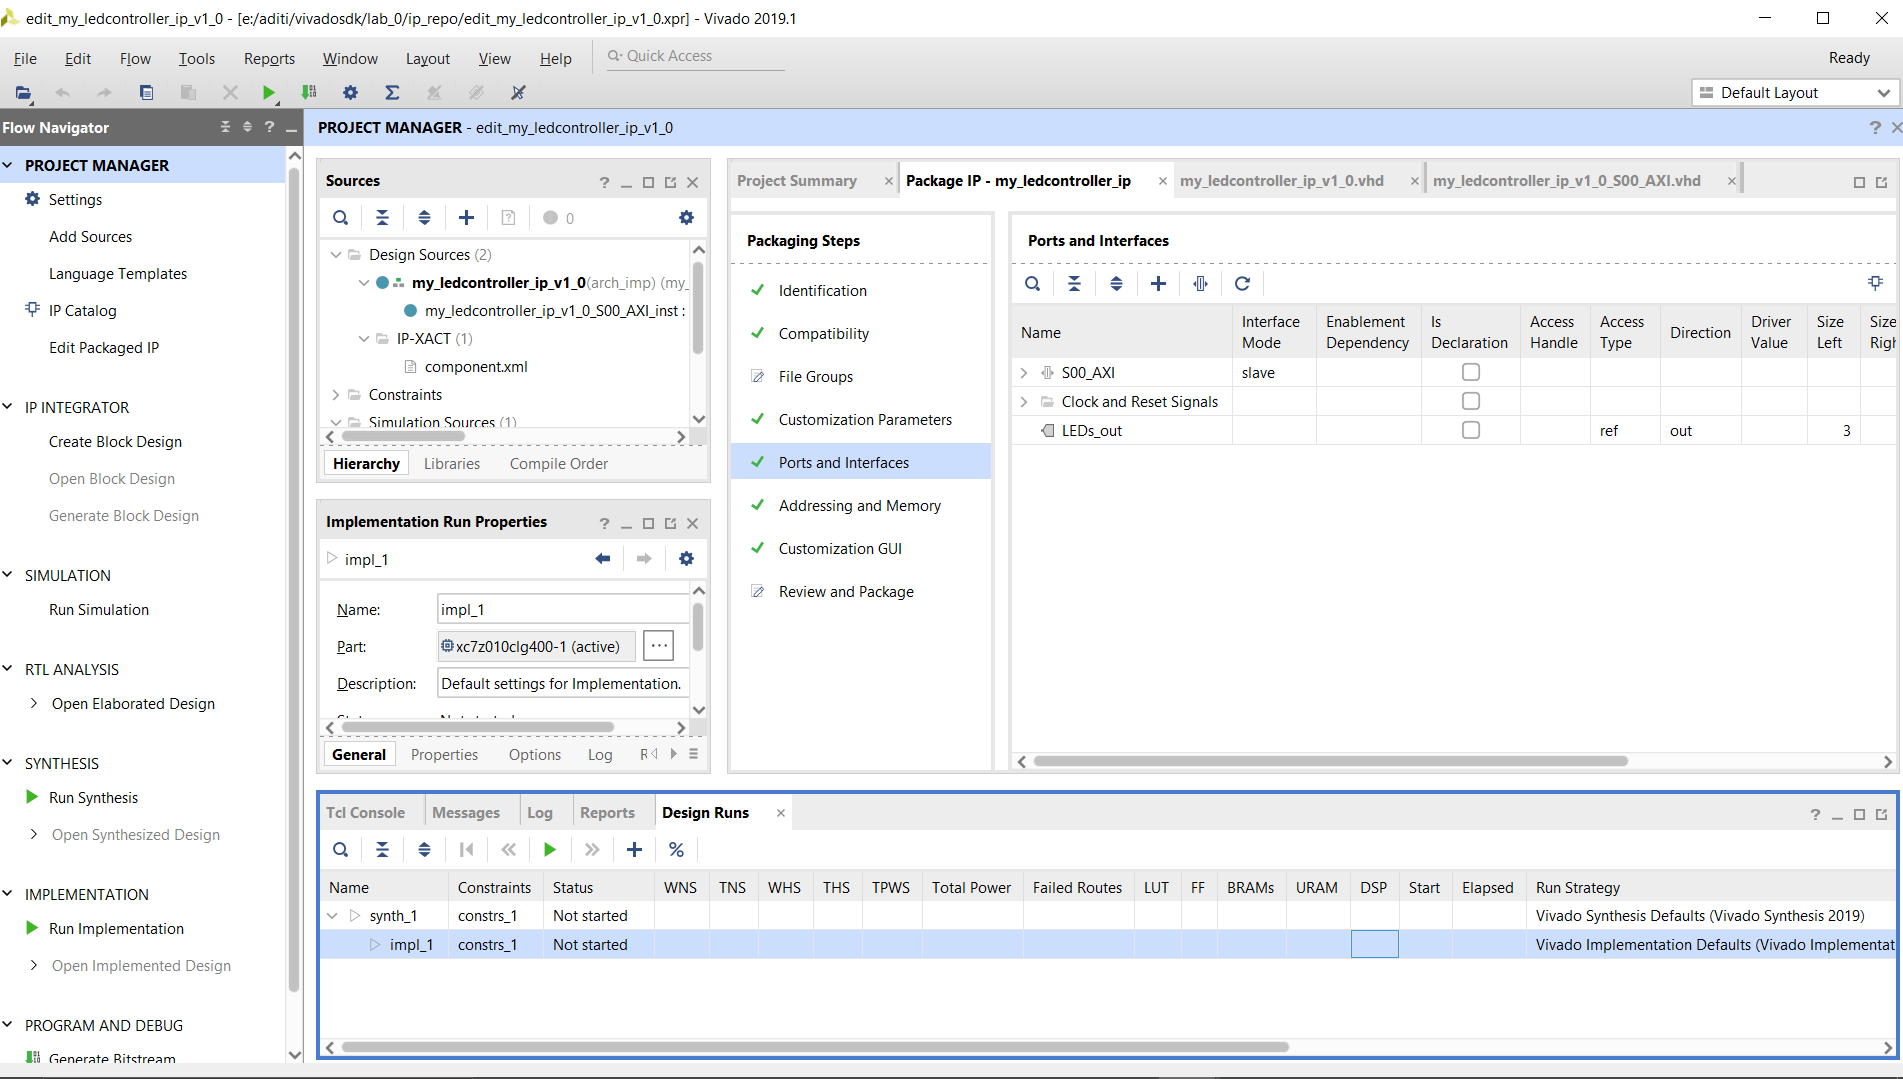 edit_my_ledcontroller_ip_v1_0 - [e:/aditi/vivadosdk/lab_0/ip_repo/edit_my_ledcontroller_ip_v1_0.xpr] - Vivado 2019.1
File Edit Flow Tools Reports Window Layout View Help Quick Access Ready
Default Layout
Flow Navigator
PROJECT MANAGER
Settings
Add Sources
Language Templates
IP Catalog
Edit Packaged IP
IP INTEGRATOR
Create Block Design
Open Block Design
Generate Block Design
SIMULATION
Run Simulation
RTL ANALYSIS
Open Elaborated Design
SYNTHESIS
Run Synthesis
Open Synthesized Design
IMPLEMENTATION
Run Implementation
Open Implemented Design
PROGRAM AND DEBUG
Generate Bitstream
PROJECT MANAGER - edit_my_ledcontroller_ip_v1_0
Sources
0
Design Sources (2)
my_ledcontroller_ip_v1_0(arch_imp) (my_
my_ledcontroller_ip_v1_0_S00_AXI_inst :
IP-XACT (1)
component.xml
Constraints
Simulation Sources (1)
Hierarchy Libraries Compile Order
Implementation Run Properties
impl_1
Name: impl_1
Part: xc7z010clg400-1 (active) ...
Description: Default settings for Implementation.
General Properties Options Log
Project Summary Package IP - my_ledcontroller_ip my_ledcontroller_ip_v1_0.vhd my_ledcontroller_ip_v1_0_S00_AXI.vhd
Packaging Steps
Identification
Compatibility
File Groups
Customization Parameters
Ports and Interfaces
Addressing and Memory
Customization GUI
Review and Package
Ports and Interfaces
Name Interface Mode Enablement Dependency Is Declaration Access Handle Access Type Direction Driver Value Size Left Size Righ
S00_AXI slave
Clock and Reset Signals
LEDs_out ref out 3
Tcl Console Messages Log Reports Design Runs
Name Constraints Status WNS TNS WHS THS TPWS Total Power Failed Routes LUT FF BRAMs URAM DSP Start Elapsed Run Strategy
synth_1 constrs_1 Not started Vivado Synthesis Defaults (Vivado Synthesis 2019)
impl_1 constrs_1 Not started Vivado Implementation Defaults (Vivado Implementat